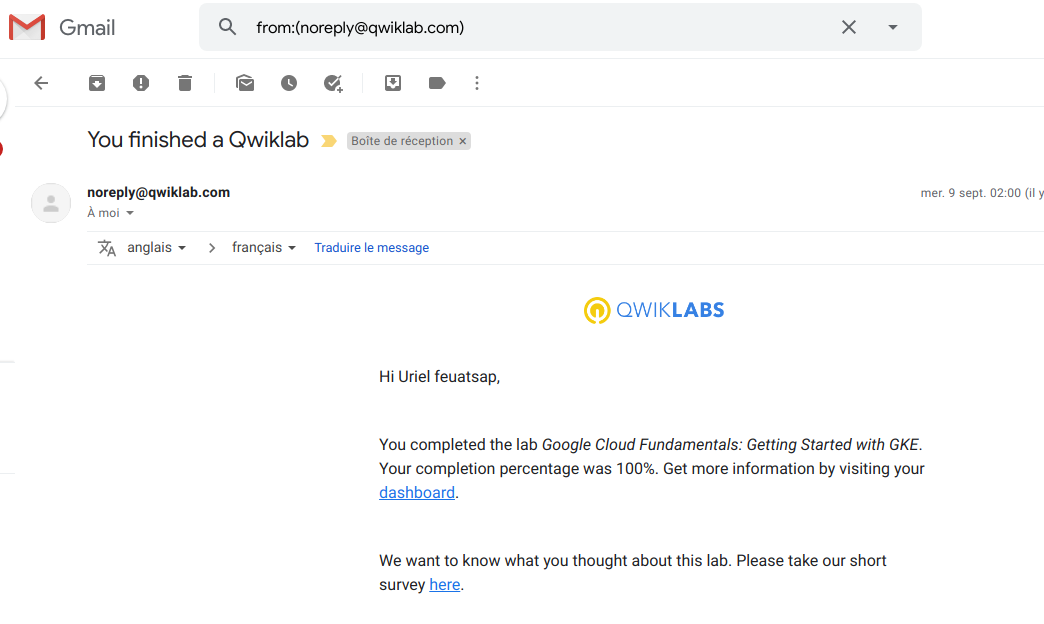 Gmail
from:(noreply@qwiklab.com)
You finished a Qwiklab
Boîte de réception ×
noreply@qwiklab.com
mer. 9 sept. 02:00 (il y
À moi
anglais
français
Traduire le message
QWIKLABS
Hi Uriel feuatsap,
You completed the lab Google Cloud Fundamentals: Getting Started with GKE.
Your completion percentage was 100%. Get more information by visiting your
dashboard.
We want to know what you thought about this lab. Please take our short
survey here.